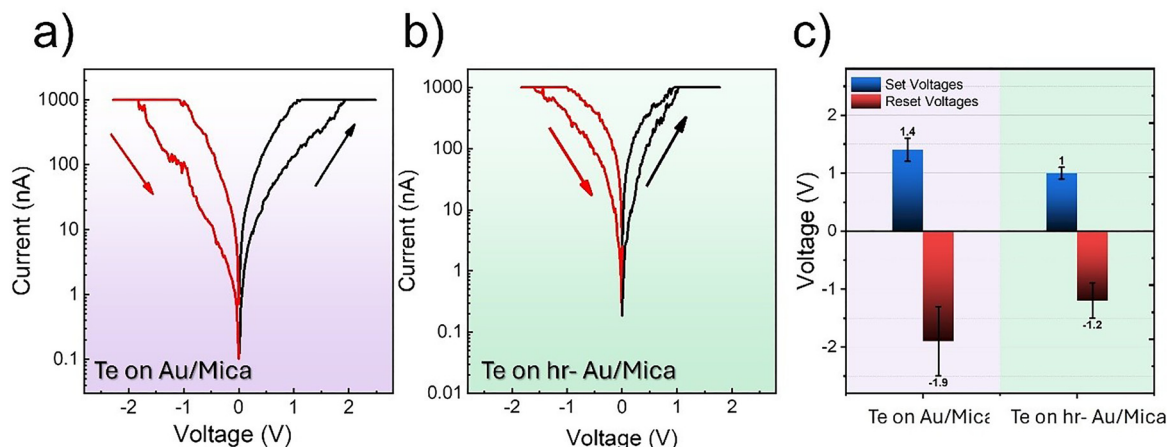 a)
Current (nA)
1000
100
10
1
0.1
Te on Au/Mica
-2
-1
0
1
2
Voltage (V)
b)
Current (nA)
1000
100
10
1
0.1
0.01
Te on hr- Au/Mica
-2
-1
0
1
2
Voltage (V)
c)
Voltage (V)
Set Voltages
Reset Voltages
2
1
0
-1
-2
1.4
1
-1.9
-1.2
Te on Au/Mica
Te on hr- Au/Mica